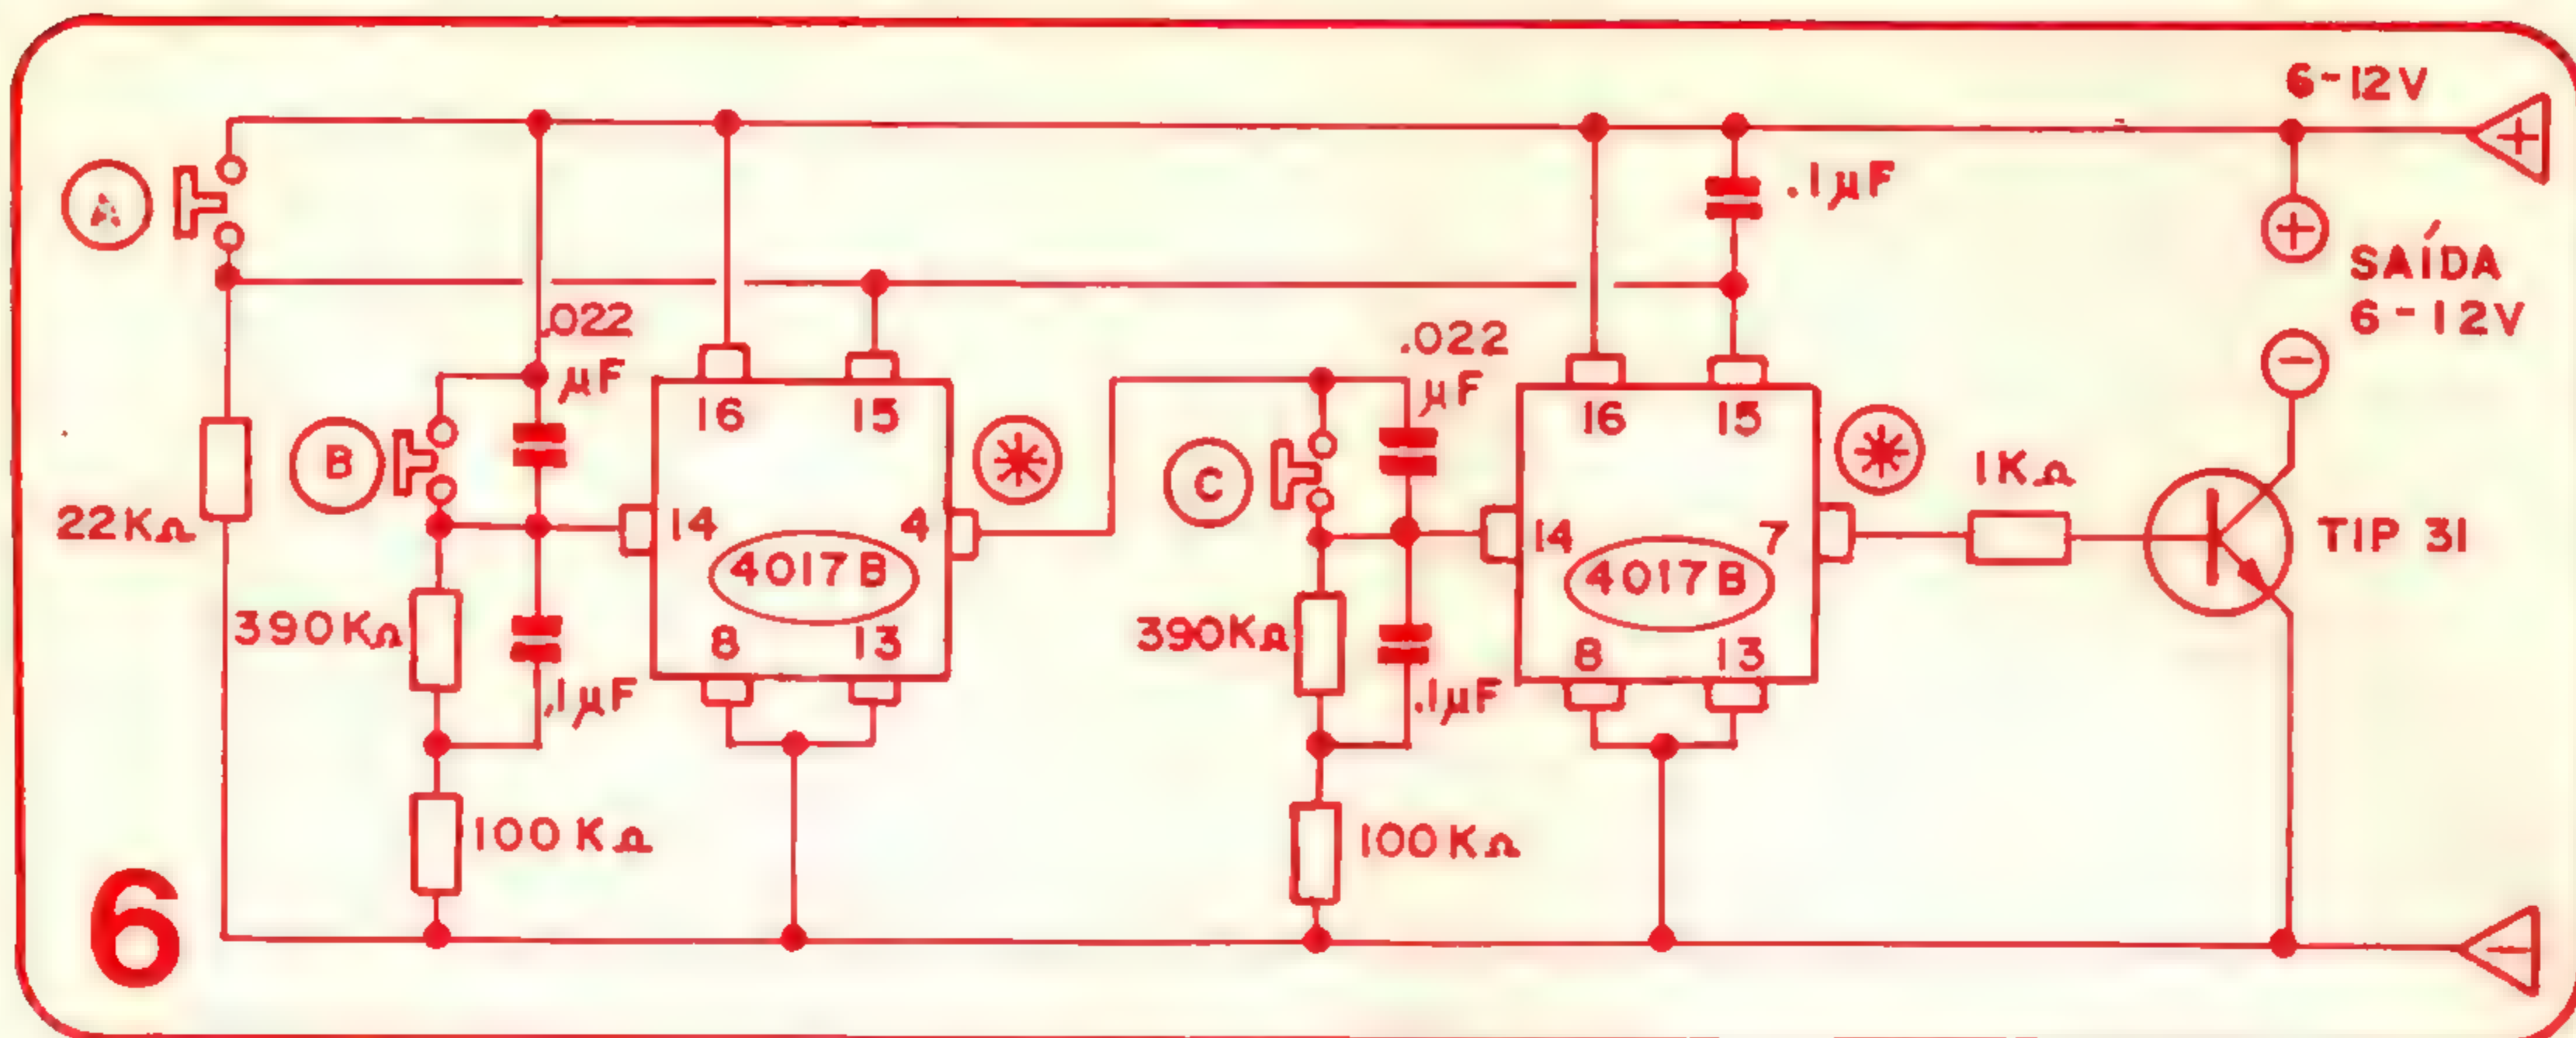 6-12V
+
A
.1µF
+
SAÍDA
6-12V
.022
µF
.022
µF
−
16 15
16 15
B
C
1KΩ
22KΩ
14 4
4017B
14 7
4017B
TIP 31
390KΩ
8 13
390KΩ
8 13
.1µF
.1µF
100KΩ
100KΩ
6
−